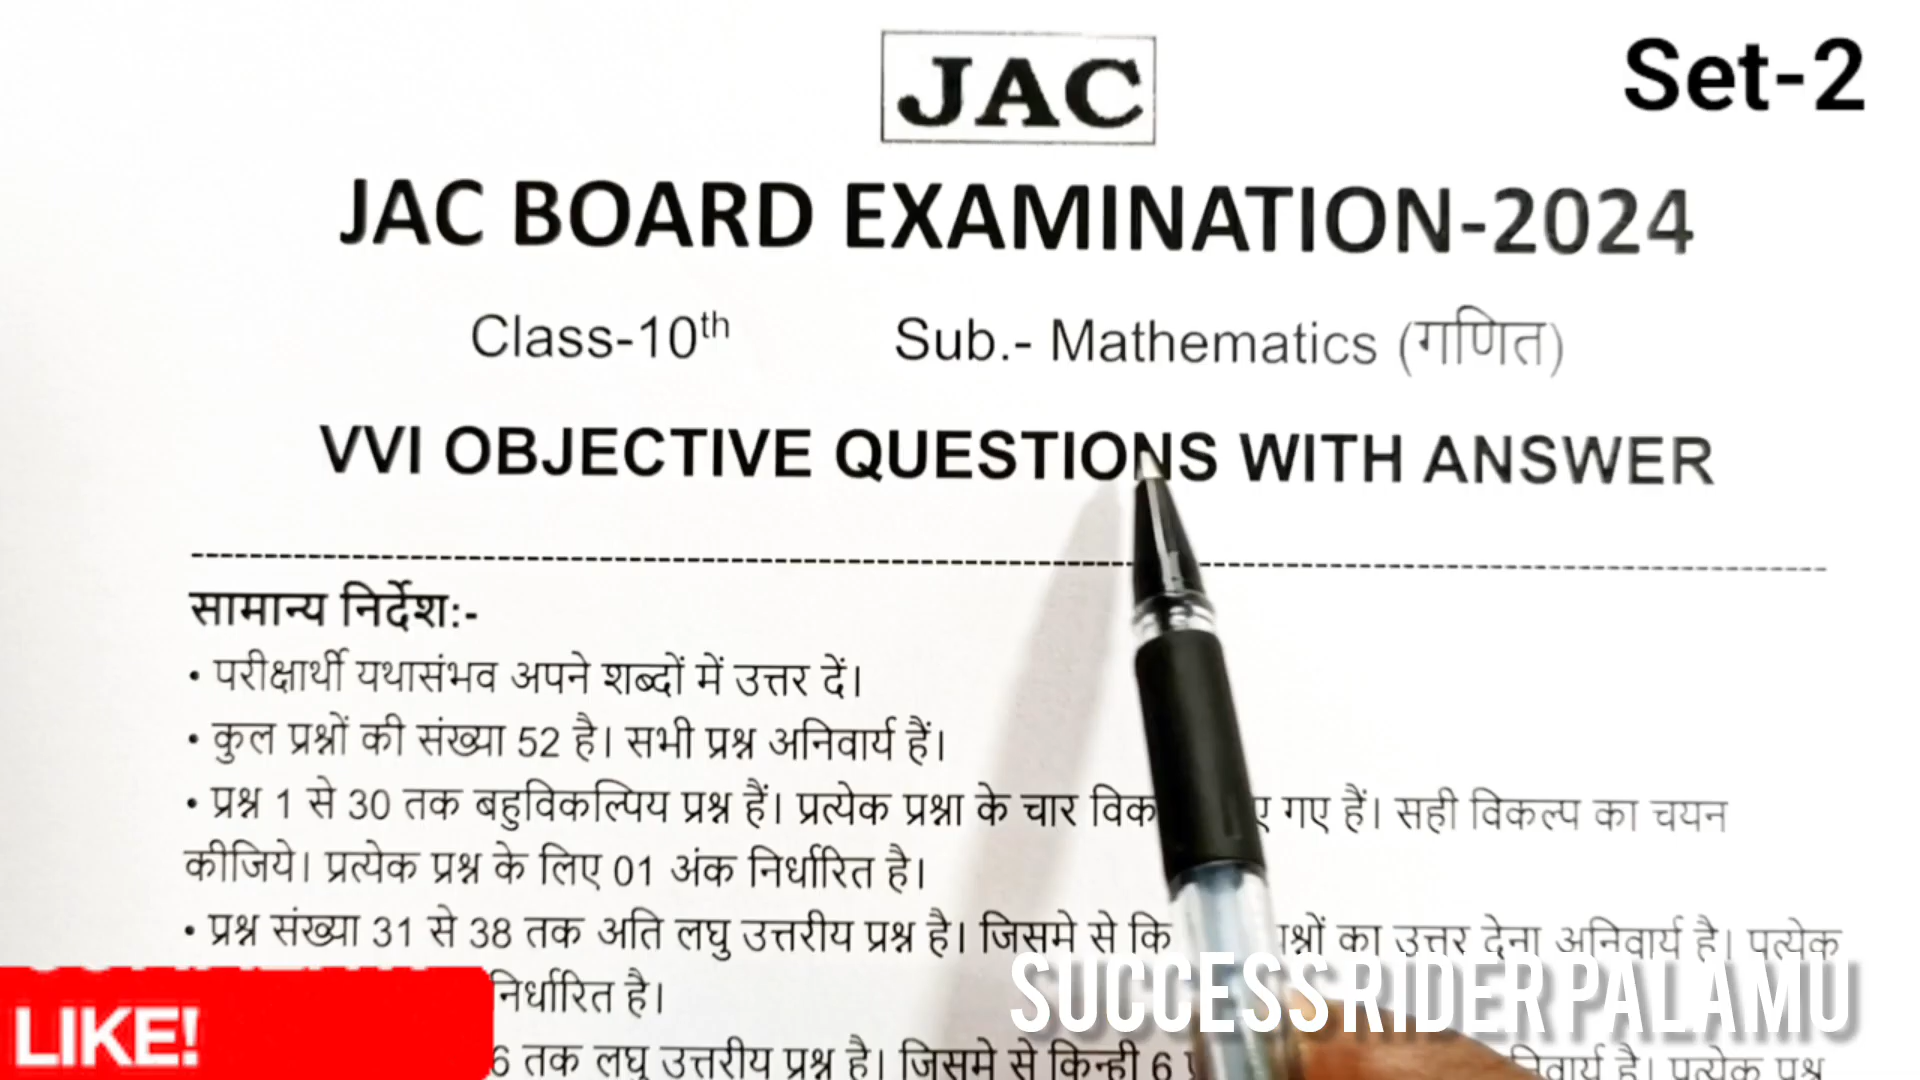 JAC
Set-2
JAC BOARD EXAMINATION-2024
Class-10th Sub.- Mathematics (गणित)
VVI OBJECTIVE QUESTIONS WITH ANSWER
सामान्य निर्देश:-
• परीक्षार्थी यथासंभव अपने शब्दों में उत्तर दें।
• कुल प्रश्नों की संख्या 52 है। सभी प्रश्न अनिवार्य हैं।
• प्रश्न 1 से 30 तक बहुविकल्पिय प्रश्न हैं। प्रत्येक प्रश्ना के चार गए हैं। सही विकल्प का चयन
कीजिये। प्रत्येक प्रश्न के लिए 01 अंक निर्धारित है।
• प्रश्न संख्या 31 से 38 तक अति लघु उत्तरीय प्रश्न है। जिसमे से का उत्तर देना अनिवार्य है। पत्येक
निर्धारित है।
LIKE!
SUCCESS RIDER PALAMU
6 तक लघु उत्तरीय प्रश्न है। जिसमे से किन्ही 6 है। प्रत्येक प्रश्न